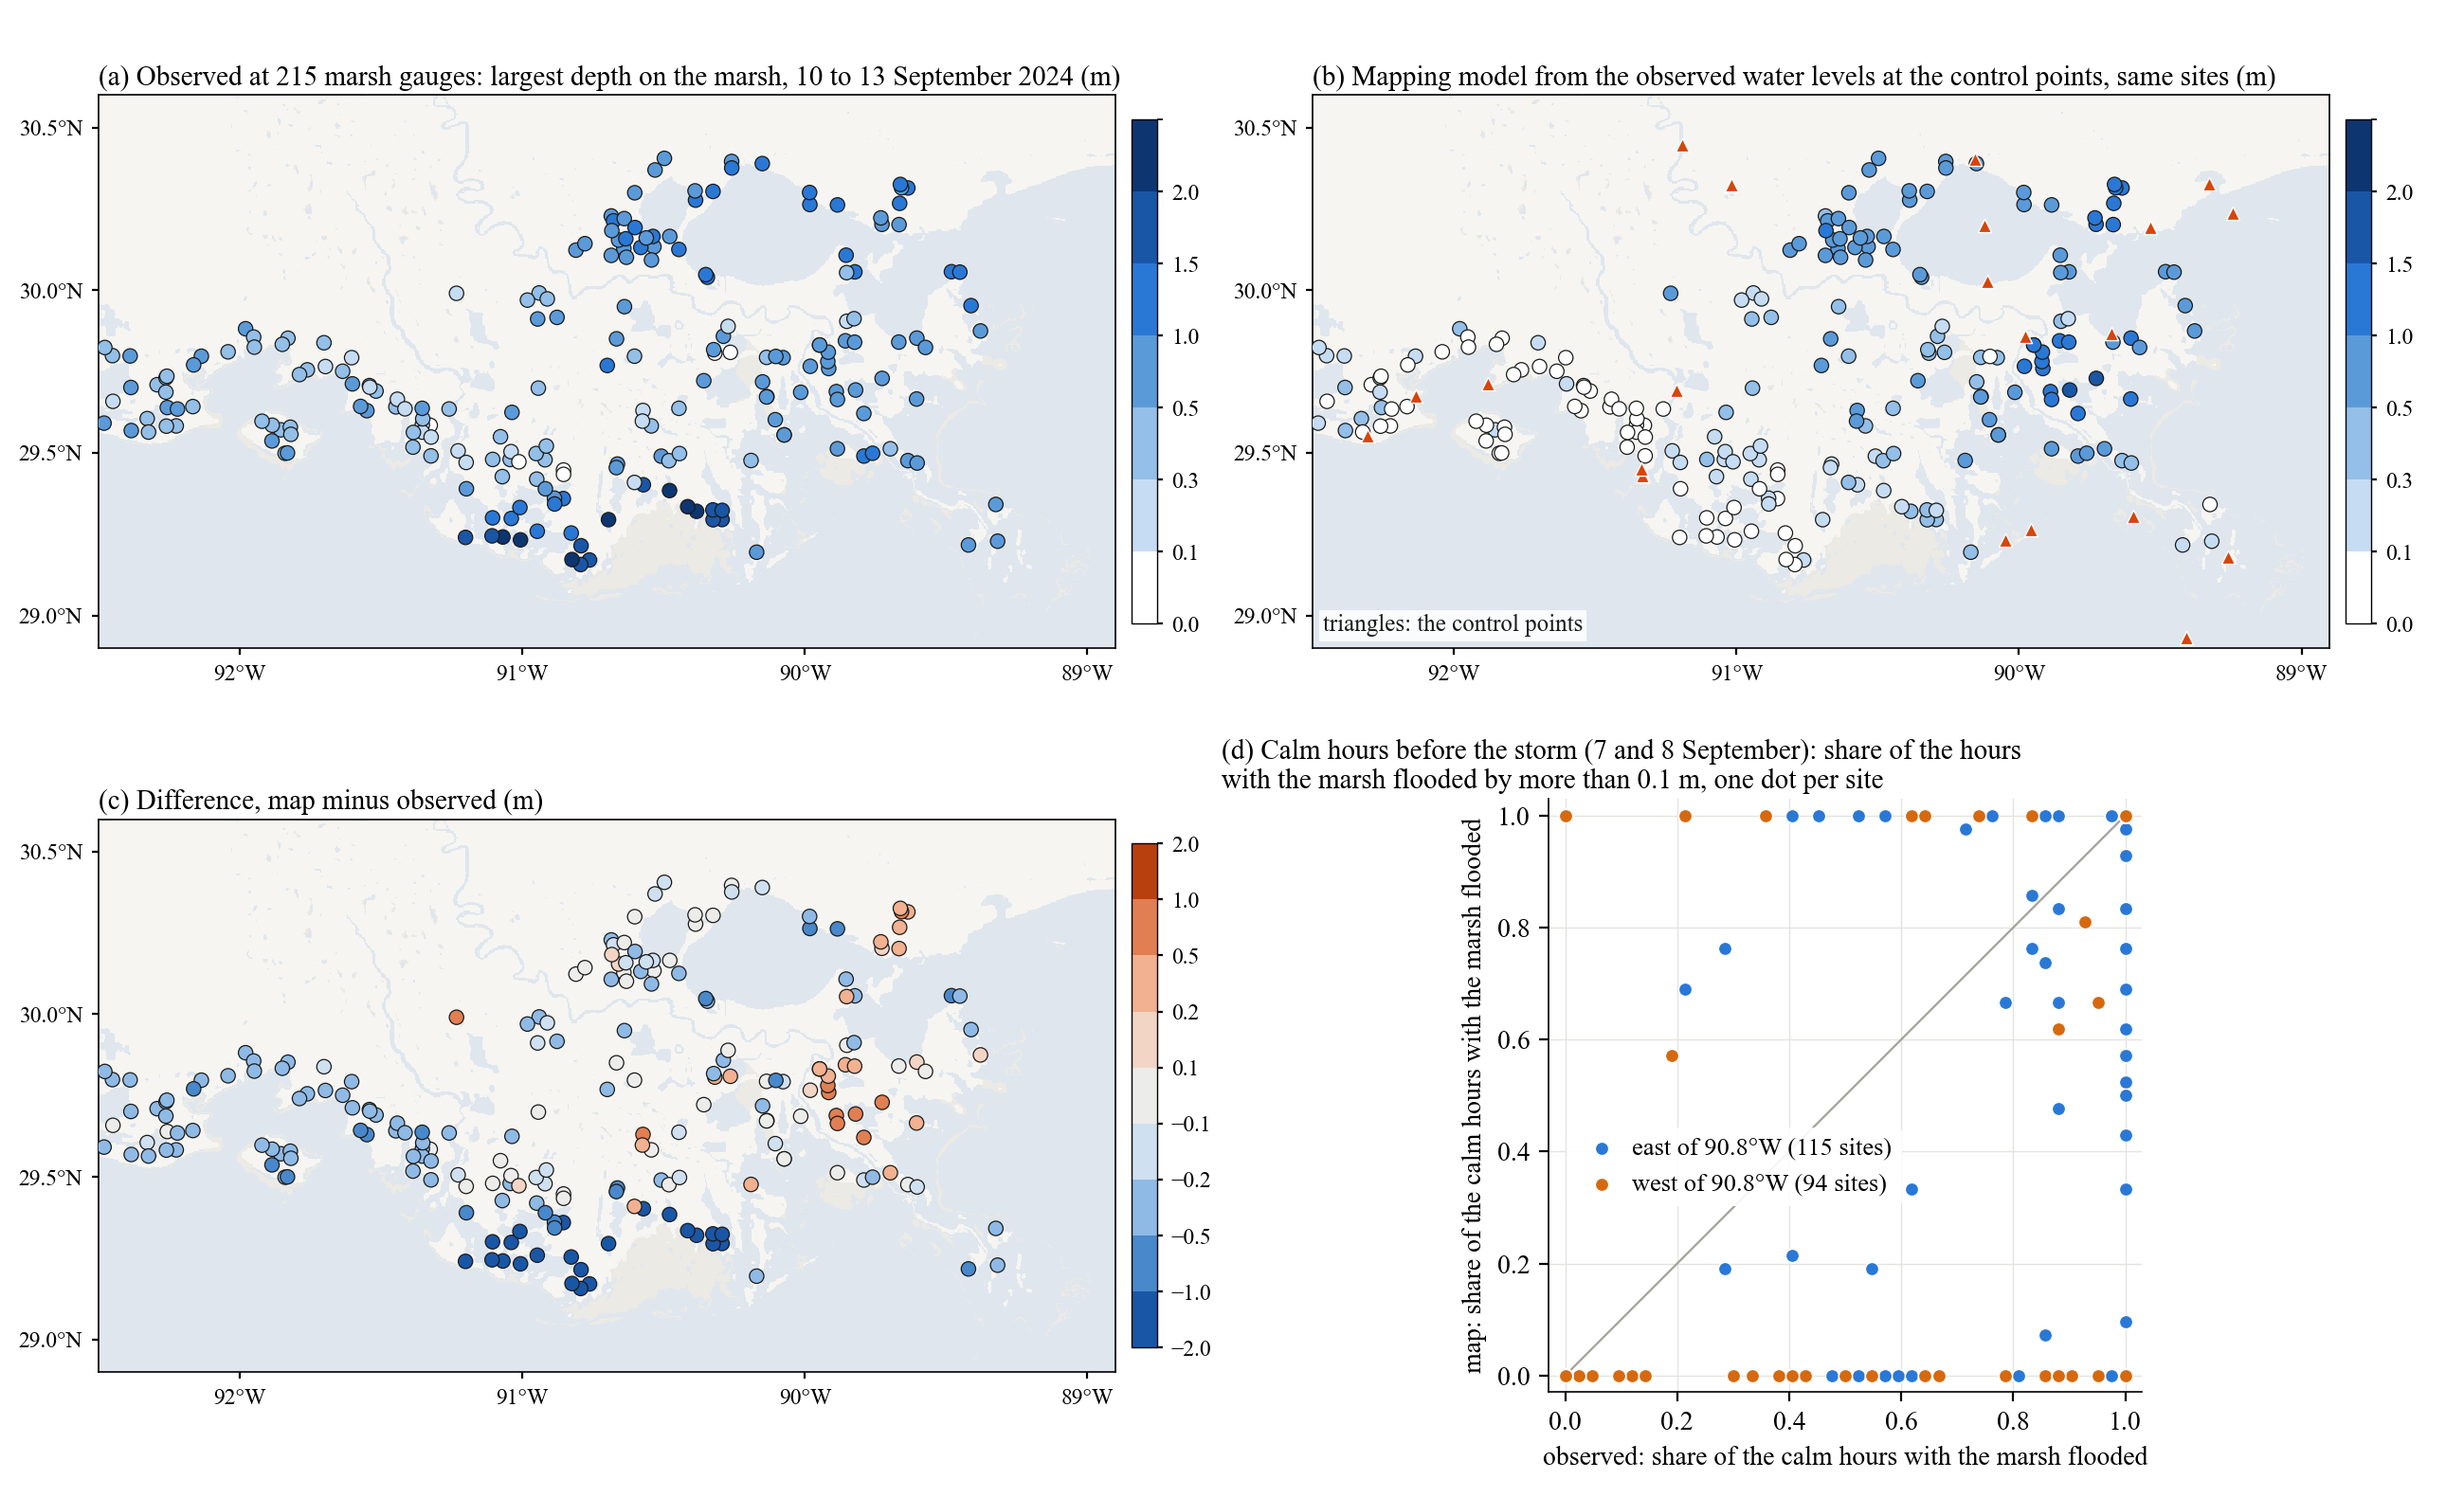 (a) Observed at 215 marsh gauges: largest depth on the marsh, 10 to 13 September 2024 (m)
30.5°N
30.0°N
29.5°N
29.0°N
92°W
91°W
90°W
89°W
2.0
1.5
1.0
0.5
0.3
0.1
0.0
(b) Mapping model from the observed water levels at the control points, same sites (m)
30.5°N
30.0°N
29.5°N
29.0°N
triangles: the control points
92°W
91°W
90°W
89°W
2.0
1.5
1.0
0.5
0.3
0.1
0.0
(c) Difference, map minus observed (m)
30.5°N
30.0°N
29.5°N
29.0°N
92°W
91°W
90°W
89°W
2.0
1.0
0.5
0.2
0.1
−0.1
−0.2
−0.5
−1.0
−2.0
(d) Calm hours before the storm (7 and 8 September): share of the hours
with the marsh flooded by more than 0.1 m, one dot per site
map: share of the calm hours with the marsh flooded
1.0
0.8
0.6
0.4
0.2
0.0
east of 90.8°W (115 sites)
west of 90.8°W (94 sites)
0.0
0.2
0.4
0.6
0.8
1.0
observed: share of the calm hours with the marsh flooded